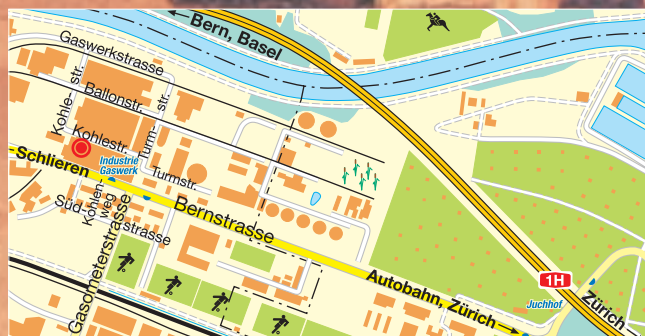 Bern, Basel
Gaswerkstrasse
Kohle-
str.
Ballonstr.
Turm-
str.
Kohlestr.
Schlieren
Industrie
Gaswerk
Turmstr.
Kohlen-
weg
Süd-
strasse
Bernstrasse
Gasometerstrasse
Autobahn, Zürich
1H
Juchhof
Zürich